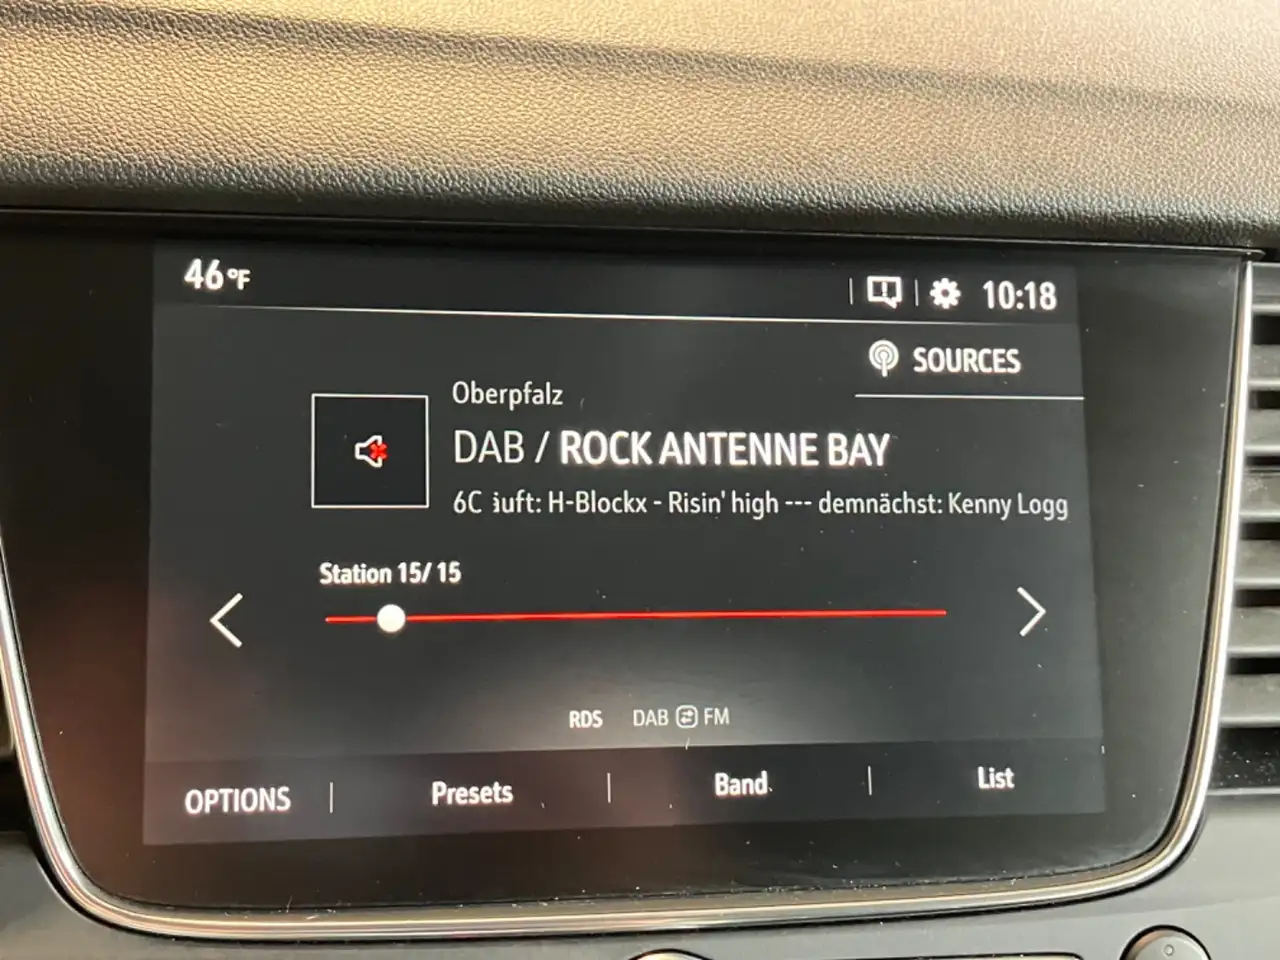 46°F
10:18
SOURCES
Oberpfalz
DAB / ROCK ANTENNE BAY
6C äuft: H-Blockx - Risin' high --- demnächst: Kenny Logg
Station 15/ 15
RDS DAB FM
OPTIONS | Presets | Band | List